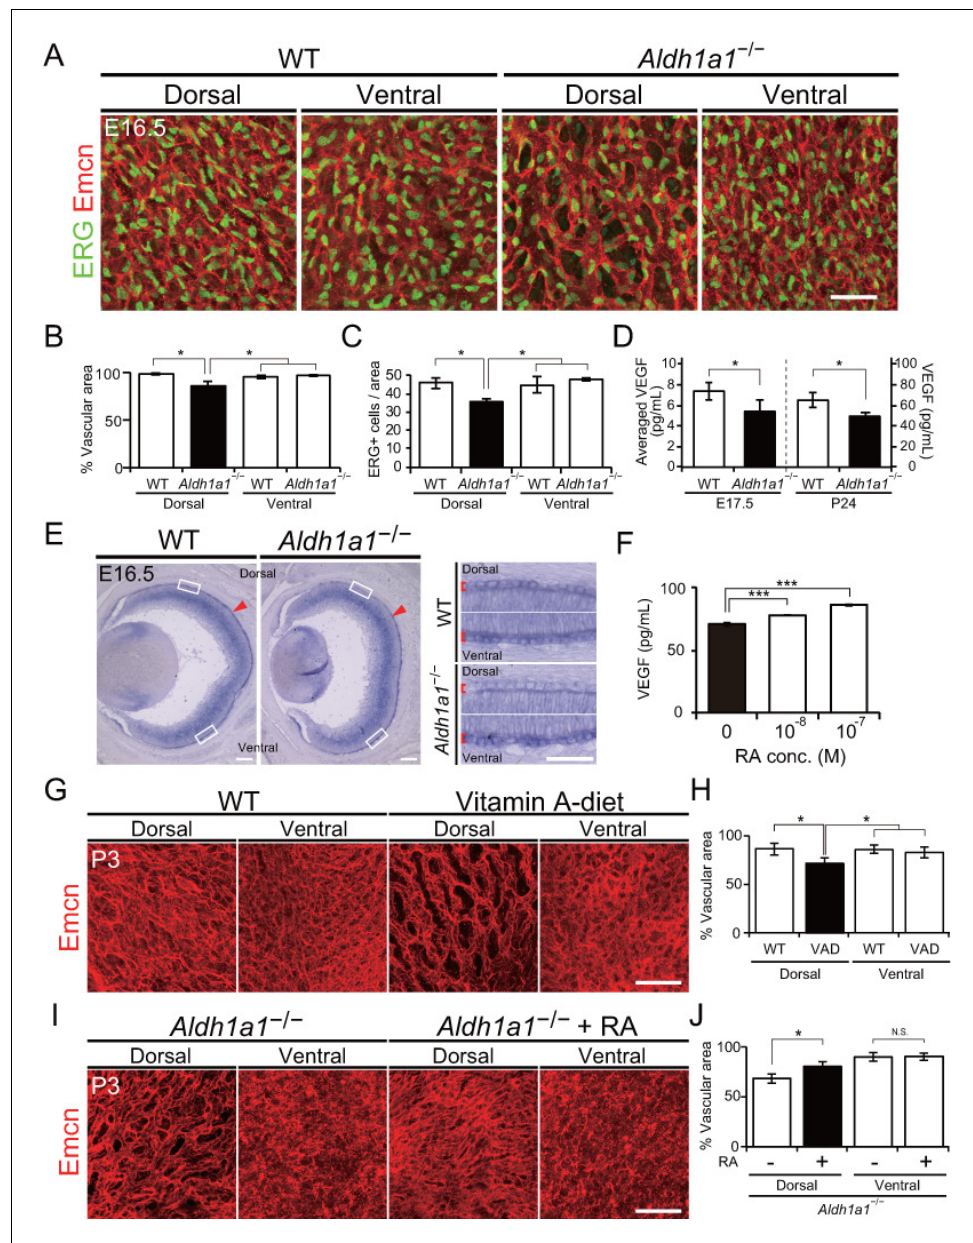 A
WT Aldh1a1−/−
Dorsal Ventral Dorsal Ventral
E16.5
ERG Emcn
B
% Vascular area
100
50
0
* *
WT Aldh1a1−/− WT Aldh1a1−/−
Dorsal Ventral
C
ERG+ cells / area
50
40
30
20
10
0
* *
WT Aldh1a1−/− WT Aldh1a1−/−
Dorsal Ventral
D
Averaged VEGF (pg/mL)
10
8
6
4
2
0
* *
100
80
60
40
20
0
VEGF (pg/mL)
WT Aldh1a1−/− WT Aldh1a1−/−
E17.5 P24
E
WT Aldh1a1−/−
E16.5
Dorsal
Ventral
WT
Dorsal
Ventral
Aldh1a1−/−
Dorsal
Ventral
F
VEGF (pg/mL)
100
50
0
***
***
0 10-8 10-7
RA conc. (M)
G
WT Vitamin A-diet
Dorsal Ventral Dorsal Ventral
P3
Emcn
H
% Vascular area
100
50
0
* *
WT VAD WT VAD
Dorsal Ventral
I
Aldh1a1−/− Aldh1a1−/− + RA
Dorsal Ventral Dorsal Ventral
P3
Emcn
J
% Vascular area
100
50
0
* N.S.
RA - + - +
Dorsal Ventral
Aldh1a1−/−